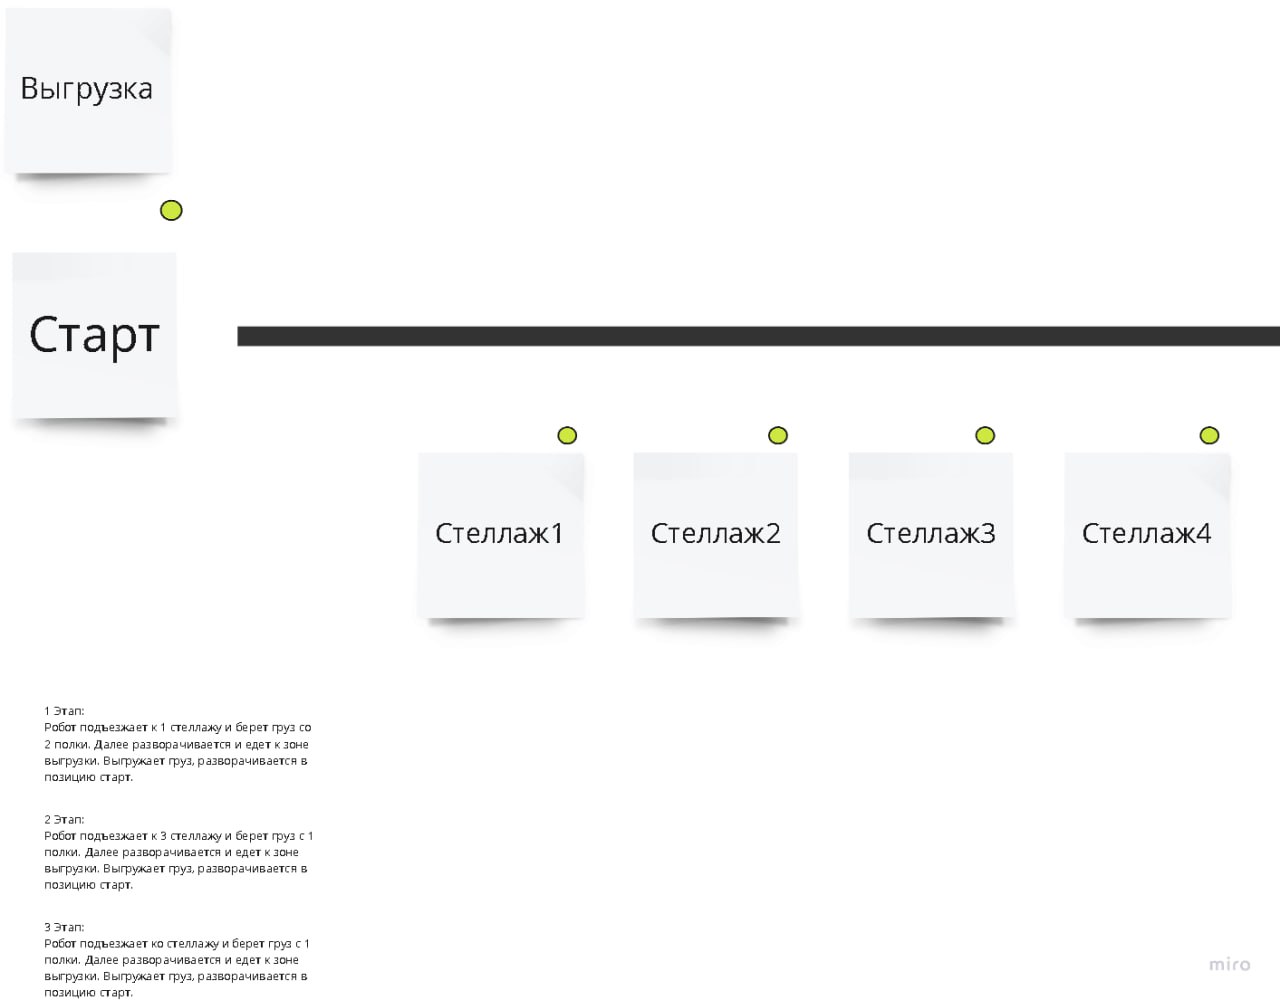 Выгрузка
Старт
Стеллаж1
Стеллаж2
Стеллаж3
Стеллаж4
1 Этап:
Робот подъезжает к 1 стеллажу и берет груз со
2 полки. Далее разворачивается и едет к зоне
выгрузки. Выгружает груз, разворачивается в
позицию старт.
2 Этап:
Робот подъезжает к 3 стеллажу и берет груз с 1
полки. Далее разворачивается и едет к зоне
выгрузки. Выгружает груз, разворачивается в
позицию старт.
3 Этап:
Робот подъезжает ко стеллажу и берет груз с 1
полки. Далее разворачивается и едет к зоне
выгрузки. Выгружает груз, разворачивается в
позицию старт.
miro